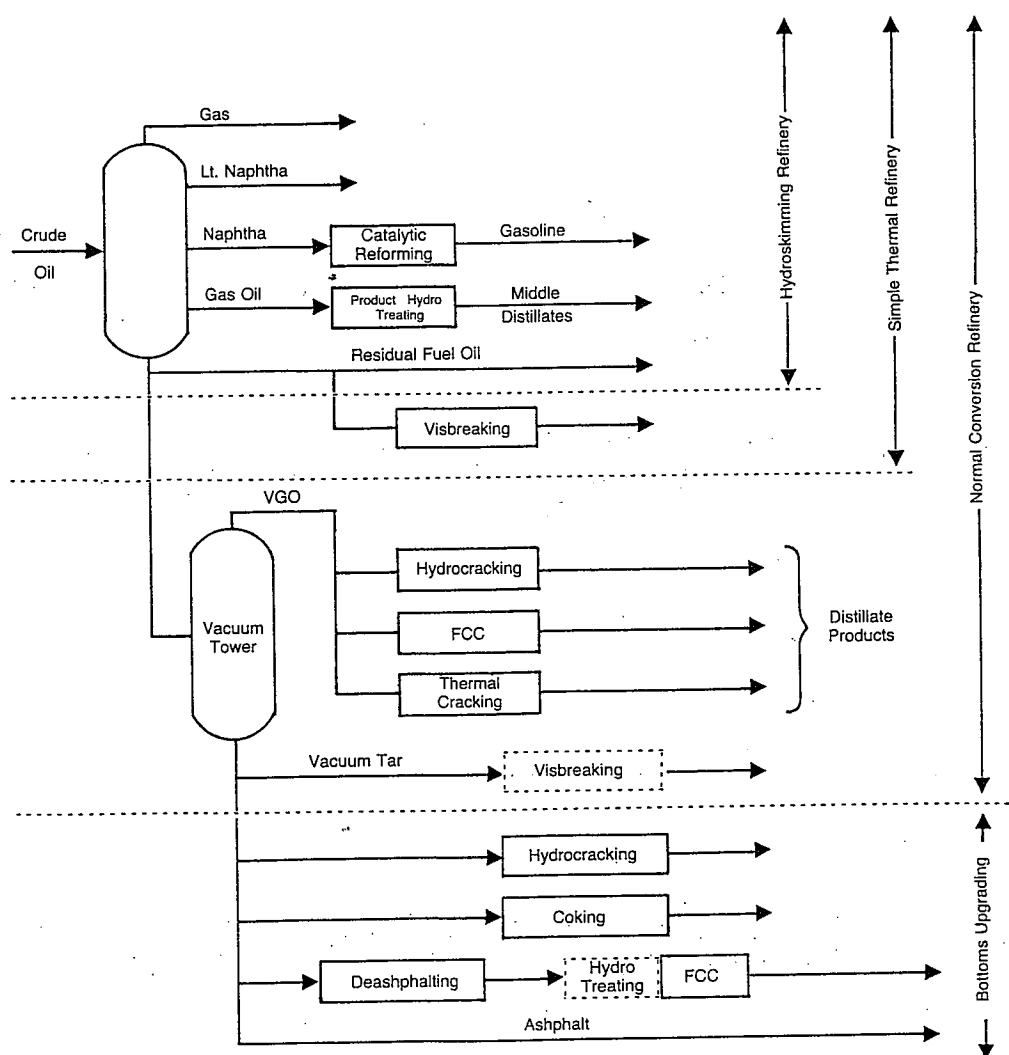 Gas
Lt. Naphtha
Crude
Oil
Naphtha
Catalytic
Reforming
Gasoline
Gas Oil
Product Hydro
Treating
Middle
Distillates
Residual Fuel Oil
Visbreaking
Hydroskimming Refinery
Simple Thermal Refinery
Normal Convorsion Refinery
VGO
Vacuum
Tower
Hydrocracking
FCC
Thermal
Cracking
Distillate
Products
Vacuum Tar
Visbreaking
Hydrocracking
Coking
Deashphalting
Hydro
Treating
FCC
Ashphalt
Bottoms Upgrading